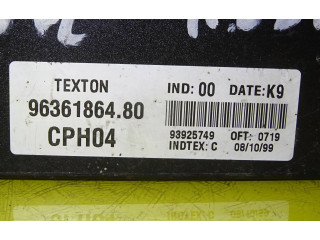 TEXTON IND: 00 DATE: K9
96361864.80
CPH04 93925749 OFT: 0719
INDTEX: C 08/10/99